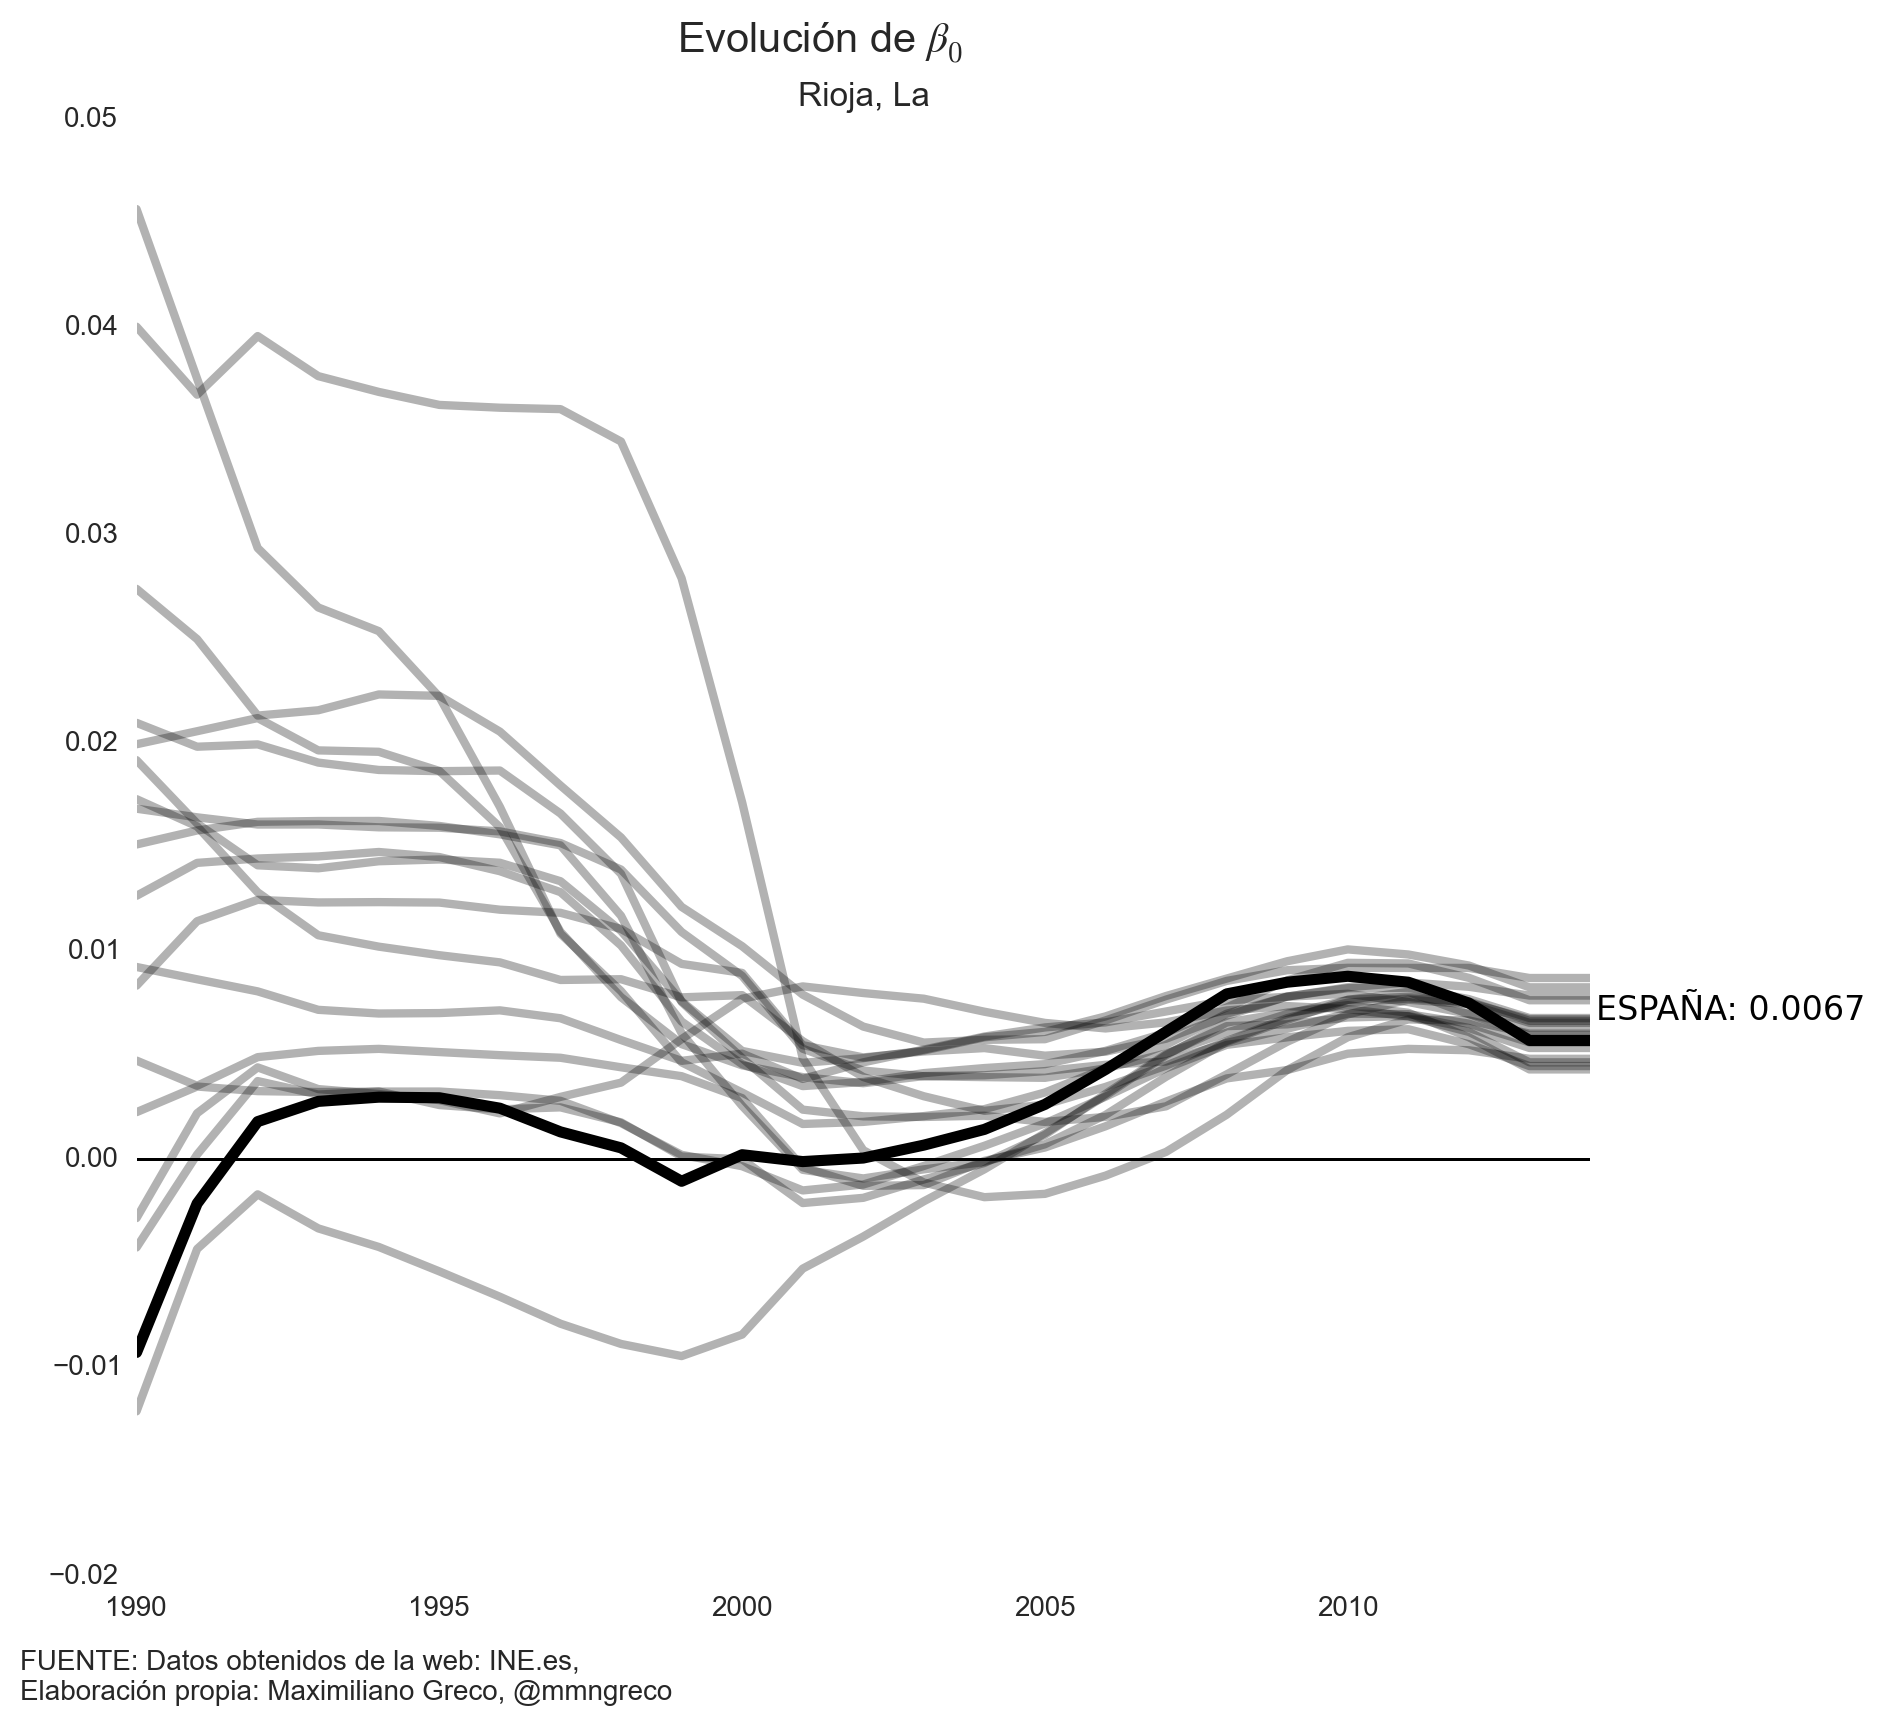 Evolución de β0
Rioja, La
0.05
0.04
0.03
0.02
0.01
0.00
−0.01
−0.02
ESPAÑA: 0.0067
1990 1995 2000 2005 2010
FUENTE: Datos obtenidos de la web: INE.es,
Elaboración propia: Maximiliano Greco, @mmngreco